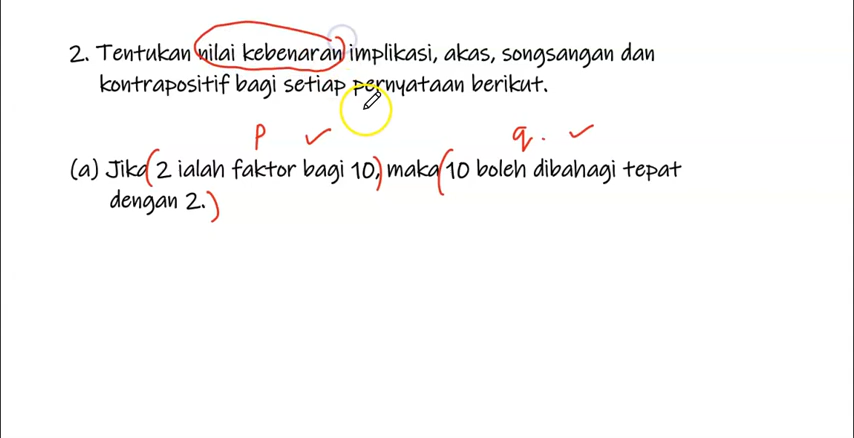 2. Tentukan nilai kebenaran implikasi, akas, songsangan dan
kontrapositif bagi setiap pernyataan berikut.
p ✓ q. ✓
(a) Jika (2 ialah faktor bagi 10,) maka (10 boleh dibahagi tepat
dengan 2.)